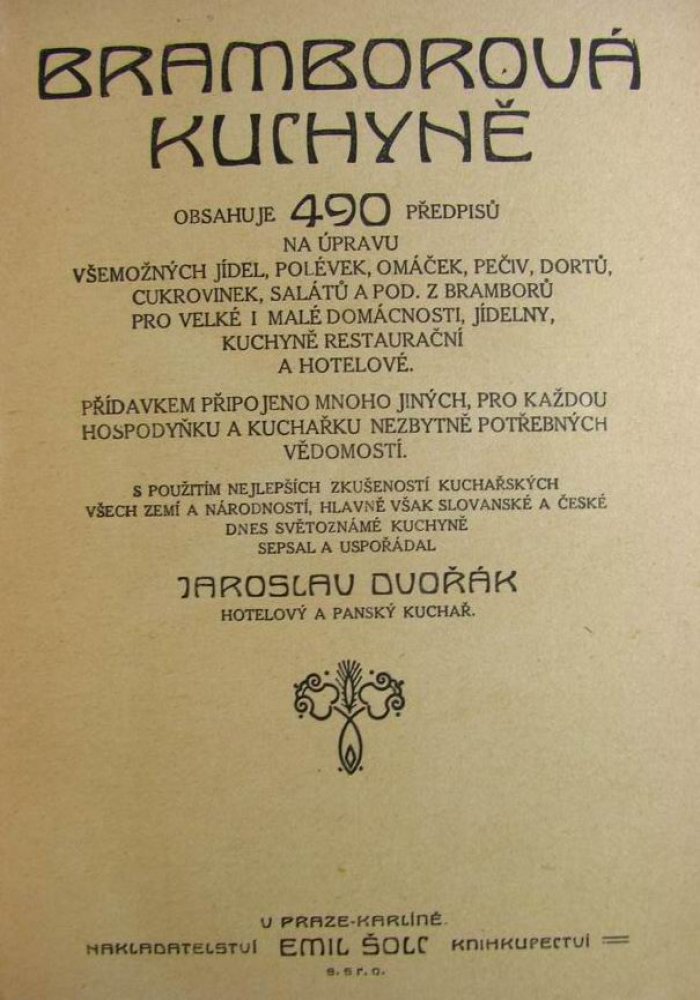 BRAMBOROVÁ
KUCHYNĚ
OBSAHUJE 490 PŘEDPISŮ
NA ÚPRAVU
VŠEMOŽNÝCH JÍDEL, POLÉVEK, OMÁČEK, PEČIV, DORTŮ,
CUKROVINEK, SALÁTŮ A POD. Z BRAMBORŮ
PRO VELKÉ I MALÉ DOMÁCNOSTI, JÍDELNY,
KUCHYNĚ RESTAURAČNÍ
A HOTELOVÉ.
PŘÍDAVKEM PŘIPOJENO MNOHO JINÝCH, PRO KAŽDOU
HOSPODYŇKU A KUCHAŘKU NEZBYTNĚ POTŘEBNÝCH
VĚDOMOSTÍ.
S POUŽITÍM NEJLEPŠÍCH ZKUŠENOSTÍ KUCHAŘSKÝCH
VŠECH ZEMÍ A NÁRODNOSTÍ, HLAVNĚ VŠAK SLOVANSKÉ A ČESKÉ
DNES SVĚTOZNÁMÉ KUCHYNĚ
SEPSAL A USPOŘÁDAL
JAROSLAV DVOŘÁK
HOTELOVÝ A PANSKÝ KUCHAŘ.
V PRAZE-KARLÍNĚ.
NAKLADATELSTVÍ EMIL ŠOLC KNIHKUPECTVÍ
s. s r. o.